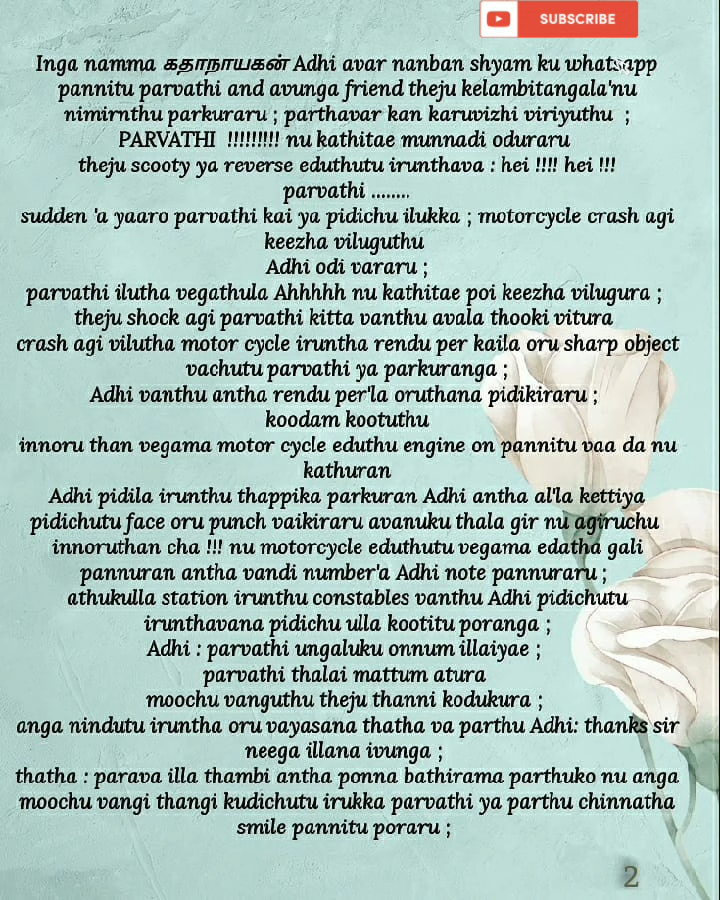 SUBSCRIBE
Inga namma கதாநாயகன் Adhi avar nanban shyam ku whatsapp
pannitu parvathi and avunga friend theju kelambitangala'nu
nimirnthu parkuraru ; parthavar kan karuvizhi viriyuthu ;
PARVATHI !!!!!!!!! nu kathitae munnadi oduraru
theju scooty ya reverse eduthutu irunthava : hei !!!! hei !!!
parvathi ........
sudden 'a yaaro parvathi kai ya pidichu ilukka ; motorcycle crash agi
keezha viluguthu
Adhi odi vararu ;
parvathi ilutha vegathula Ahhhhh nu kathitae poi keezha vilugura ;
theju shock agi parvathi kitta vanthu avala thooki vitura
crash agi vilutha motor cycle iruntha rendu per kaila oru sharp object
vachutu parvathi ya parkuranga ;
Adhi vanthu antha rendu per'la oruthana pidikiraru ;
koodam kootuthu
innoru than vegama motor cycle eduthu engine on pannitu vaa da nu
kathuran
Adhi pidila irunthu thappika parkuran Adhi antha al'la kettiya
pidichutu face oru punch vaikiraru avanuku thala gir nu agiruchu
innoruthan cha !!! nu motorcycle eduthutu vegama edatha gali
pannuran antha vandi number'a Adhi note pannuraru ;
athukulla station irunthu constables vanthu Adhi pidichutu
irunthavana pidichu ulla kootitu poranga ;
Adhi : parvathi ungaluku onnum illaiyae ;
parvathi thalai mattum atura
moochu vanguthu theju thanni kodukura ;
anga nindutu iruntha oru vayasana thatha va parthu Adhi: thanks sir
neega illana ivunga ;
thatha : parava illa thambi antha ponna bathirama parthuko nu anga
moochu vangi thangi kudichutu irukka parvathi ya parthu chinnatha
smile pannitu poraru ;
2